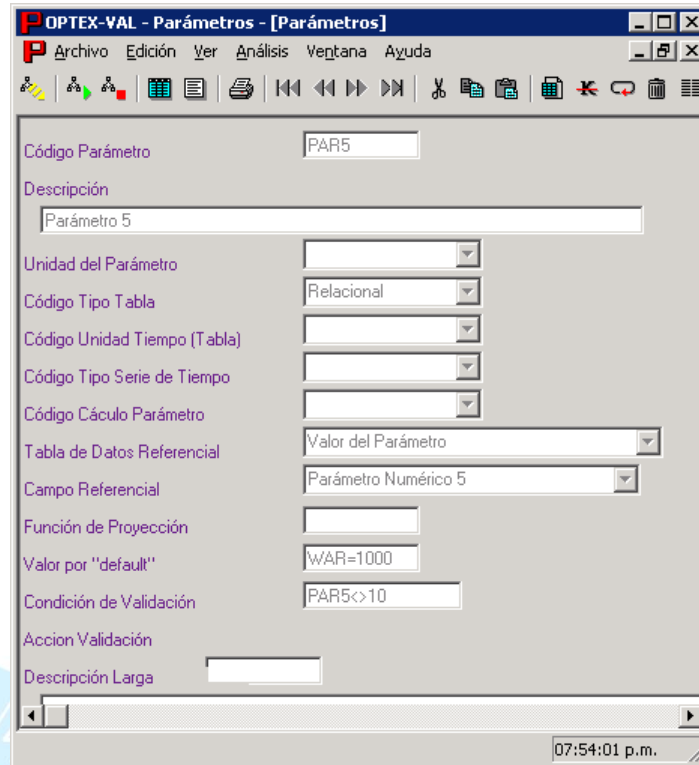 OPTEX-VAL - Parámetros - [Parámetros]
Archivo Edición Ver Análisis Ventana Ayuda
Código Parámetro PAR5
Descripción
Parámetro 5
Unidad del Parámetro
Código Tipo Tabla Relacional
Código Unidad Tiempo (Tabla)
Código Tipo Serie de Tiempo
Código Cáculo Parámetro
Tabla de Datos Referencial Valor del Parámetro
Campo Referencial Parámetro Numérico 5
Función de Proyección
Valor por "default" WAR=1000
Condición de Validación PAR5<>10
Accion Validación
Descripción Larga
07:54:01 p.m.